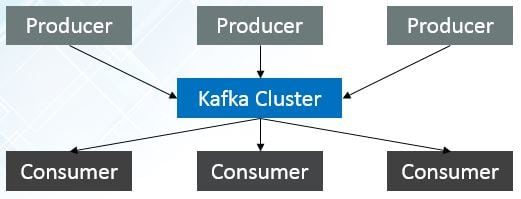 Producer
Producer
Producer
Kafka Cluster
Consumer
Consumer
Consumer